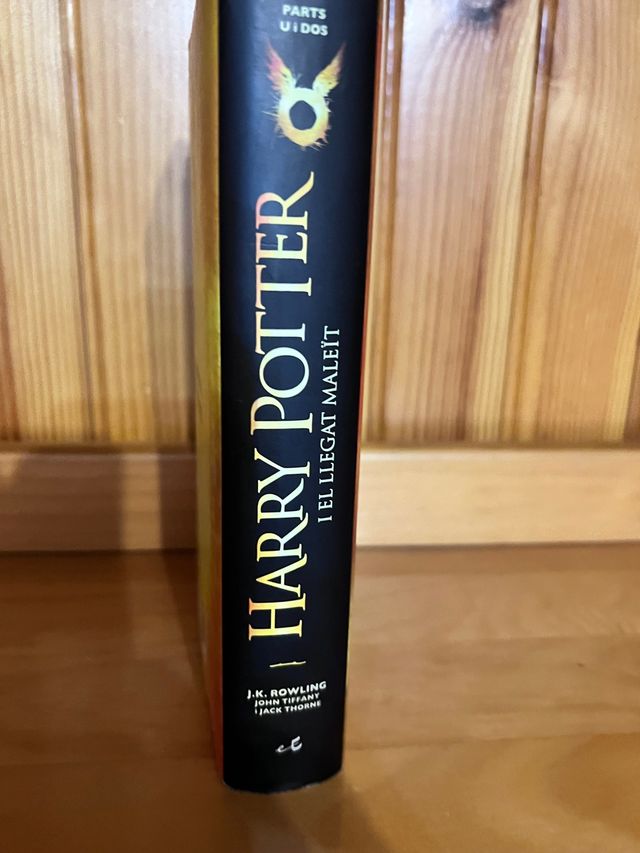 PARTS
U i DOS
HARRY POTTER
I EL LLEGAT MALEÏT
J.K. ROWLING
JOHN TIFFANY
i JACK THORNE